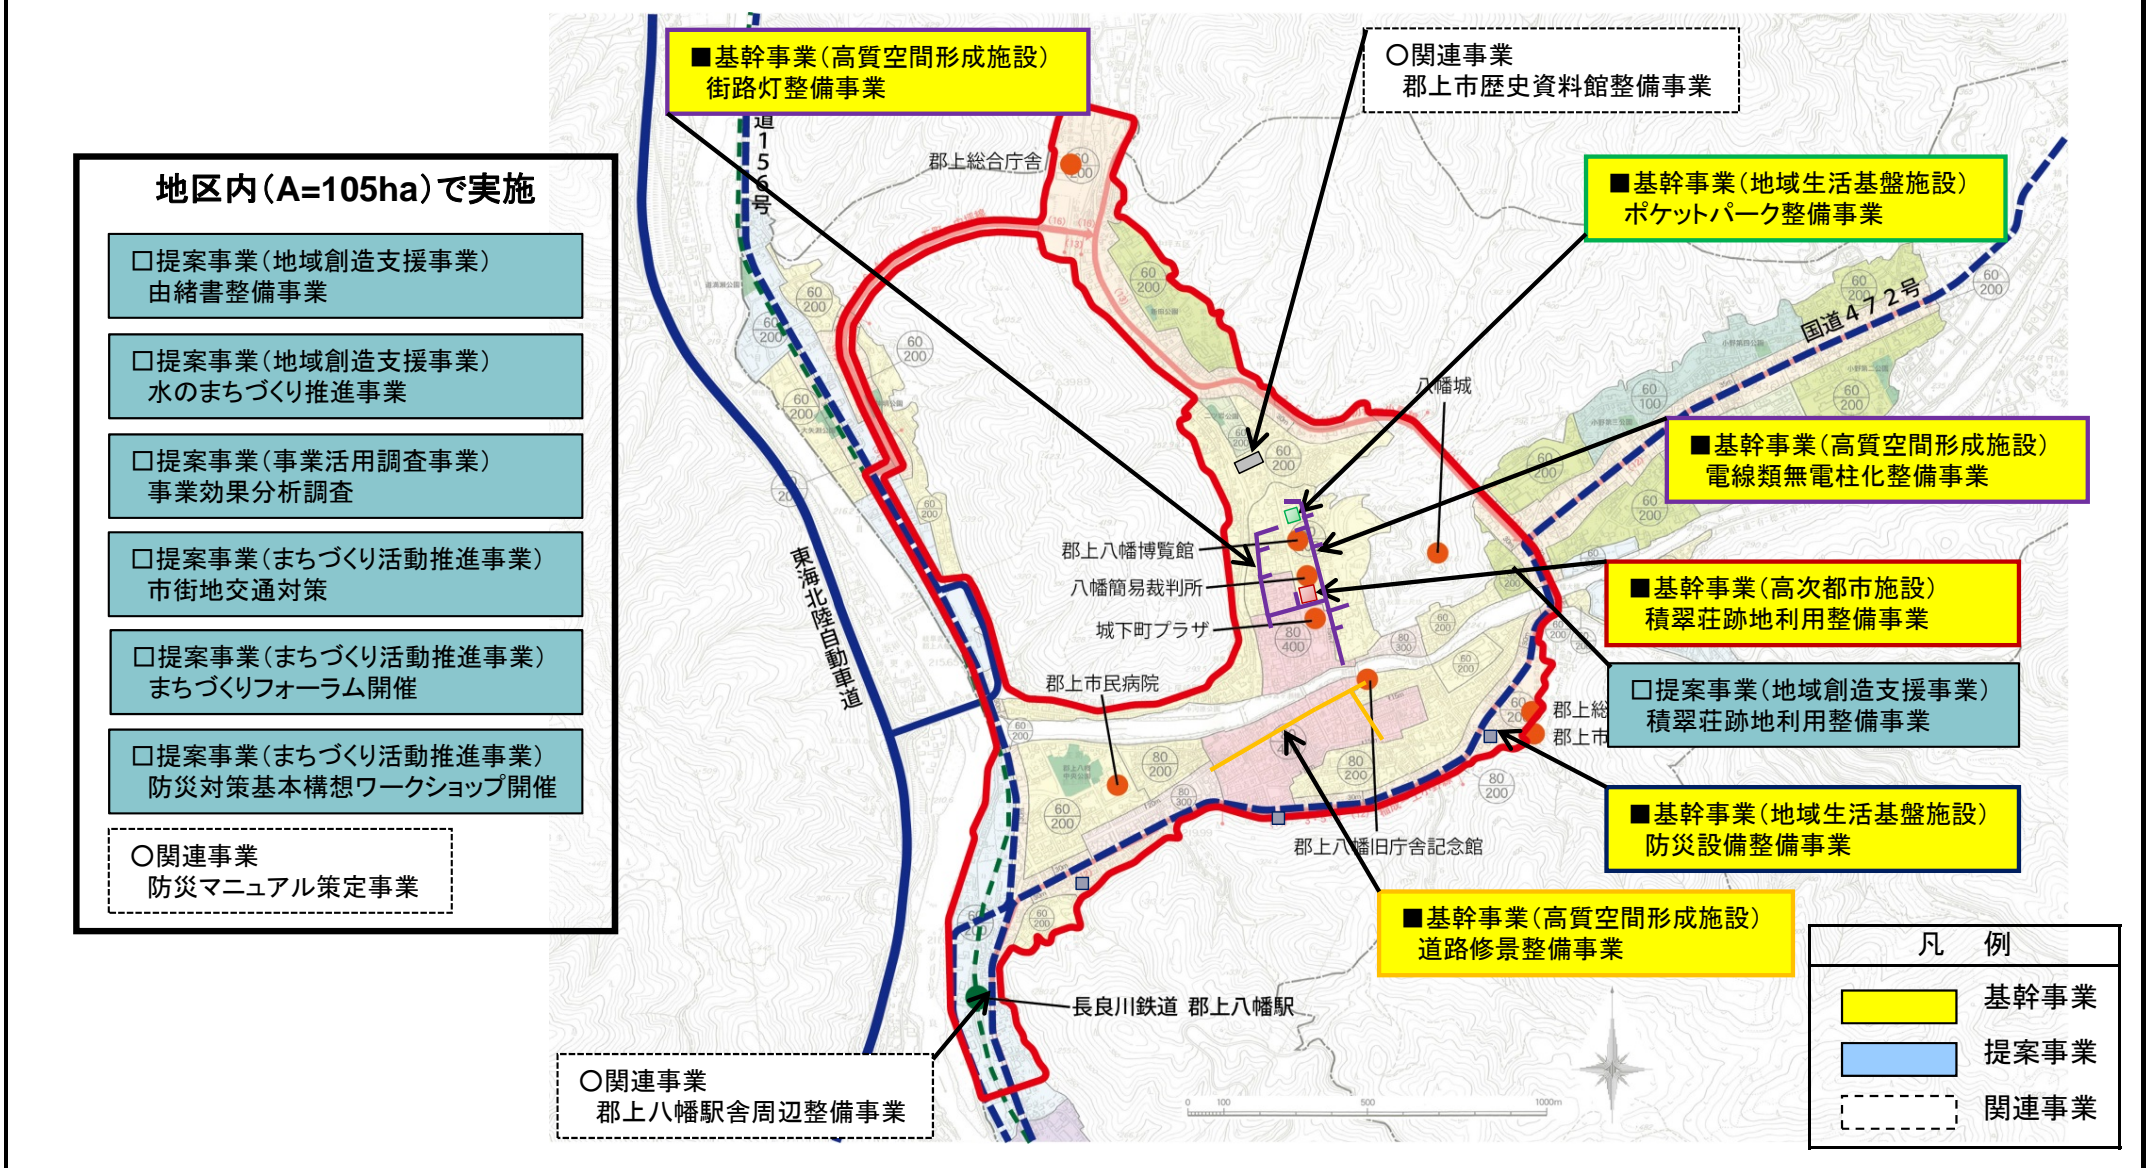 ■基幹事業(高質空間形成施設)
街路灯整備事業
○関連事業
郡上市歴史資料館整備事業
■基幹事業(地域生活基盤施設)
ポケットパーク整備事業
地区内(A=105ha)で実施
□提案事業(地域創造支援事業)
由緒書整備事業
□提案事業(地域創造支援事業)
水のまちづくり推進事業
□提案事業(事業活用調査事業)
事業効果分析調査
□提案事業(まちづくり活動推進事業)
市街地交通対策
□提案事業(まちづくり活動推進事業)
まちづくりフォーラム開催
□提案事業(まちづくり活動推進事業)
防災対策基本構想ワークショップ開催
○関連事業
防災マニュアル策定事業
道156号
郡上総合庁舎
国道472号
八幡城
東海北陸自動車道
郡上八幡博覧館
八幡簡易裁判所
城下町プラザ
郡上市民病院
■基幹事業(高質空間形成施設)
電線類無電柱化整備事業
■基幹事業(高次都市施設)
積翠荘跡地利用整備事業
□提案事業(地域創造支援事業)
積翠荘跡地利用整備事業
郡上総
郡上市
■基幹事業(地域生活基盤施設)
防災設備整備事業
郡上八幡旧庁舎記念館
■基幹事業(高質空間形成施設)
道路修景整備事業
長良川鉄道 郡上八幡駅
○関連事業
郡上八幡駅舎周辺整備事業
0 100 500 1000m
凡 例
基幹事業
提案事業
関連事業